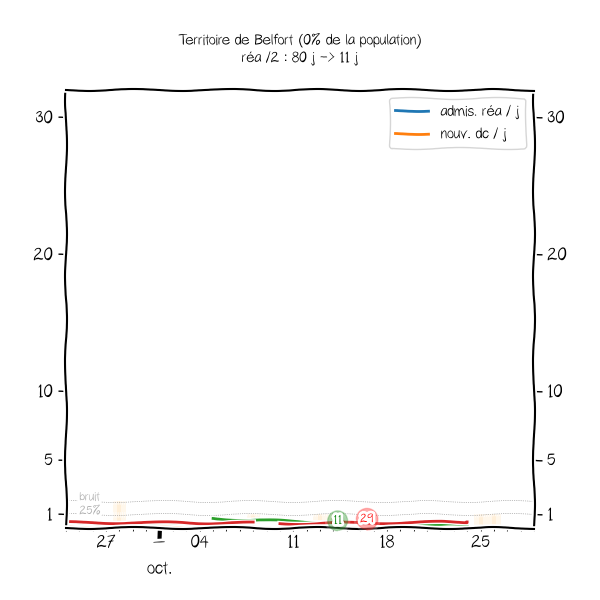 Territoire de Belfort (0% de la population)
réa /2 : 80 j -> 11 j
admis. réa / j
nouv. dc / j
30 30
20 20
10 10
5 5
bruit
25%
1 11 29 1
27 04 11 18 25
oct.